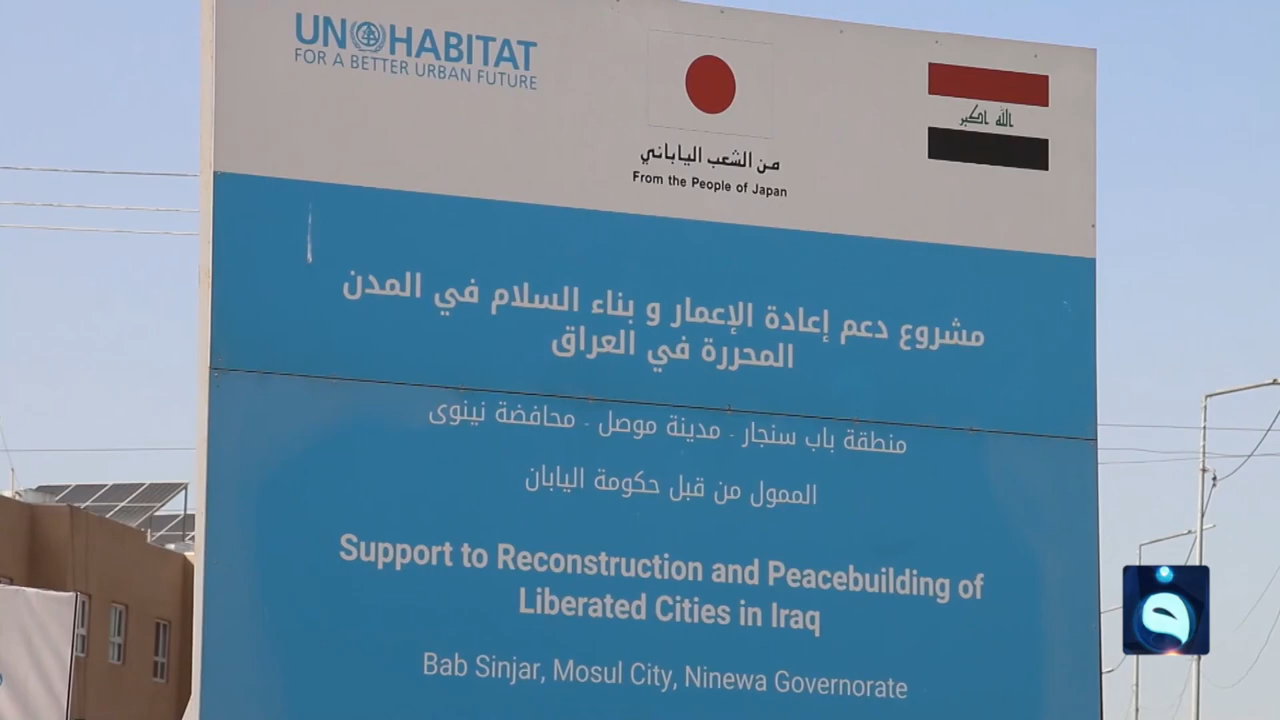 UN HABITAT
FOR A BETTER URBAN FUTURE
من الشعب الياباني
From the People of Japan
الله اكبر
مشروع دعم إعادة الإعمار و بناء السلام في المدن
المحررة في العراق
منطقة باب سنجار - مدينة موصل - محافضة نينوى
الممول من قبل حكومة اليابان
Support to Reconstruction and Peacebuilding of
Liberated Cities in Iraq
Bab Sinjar, Mosul City, Ninewa Governorate